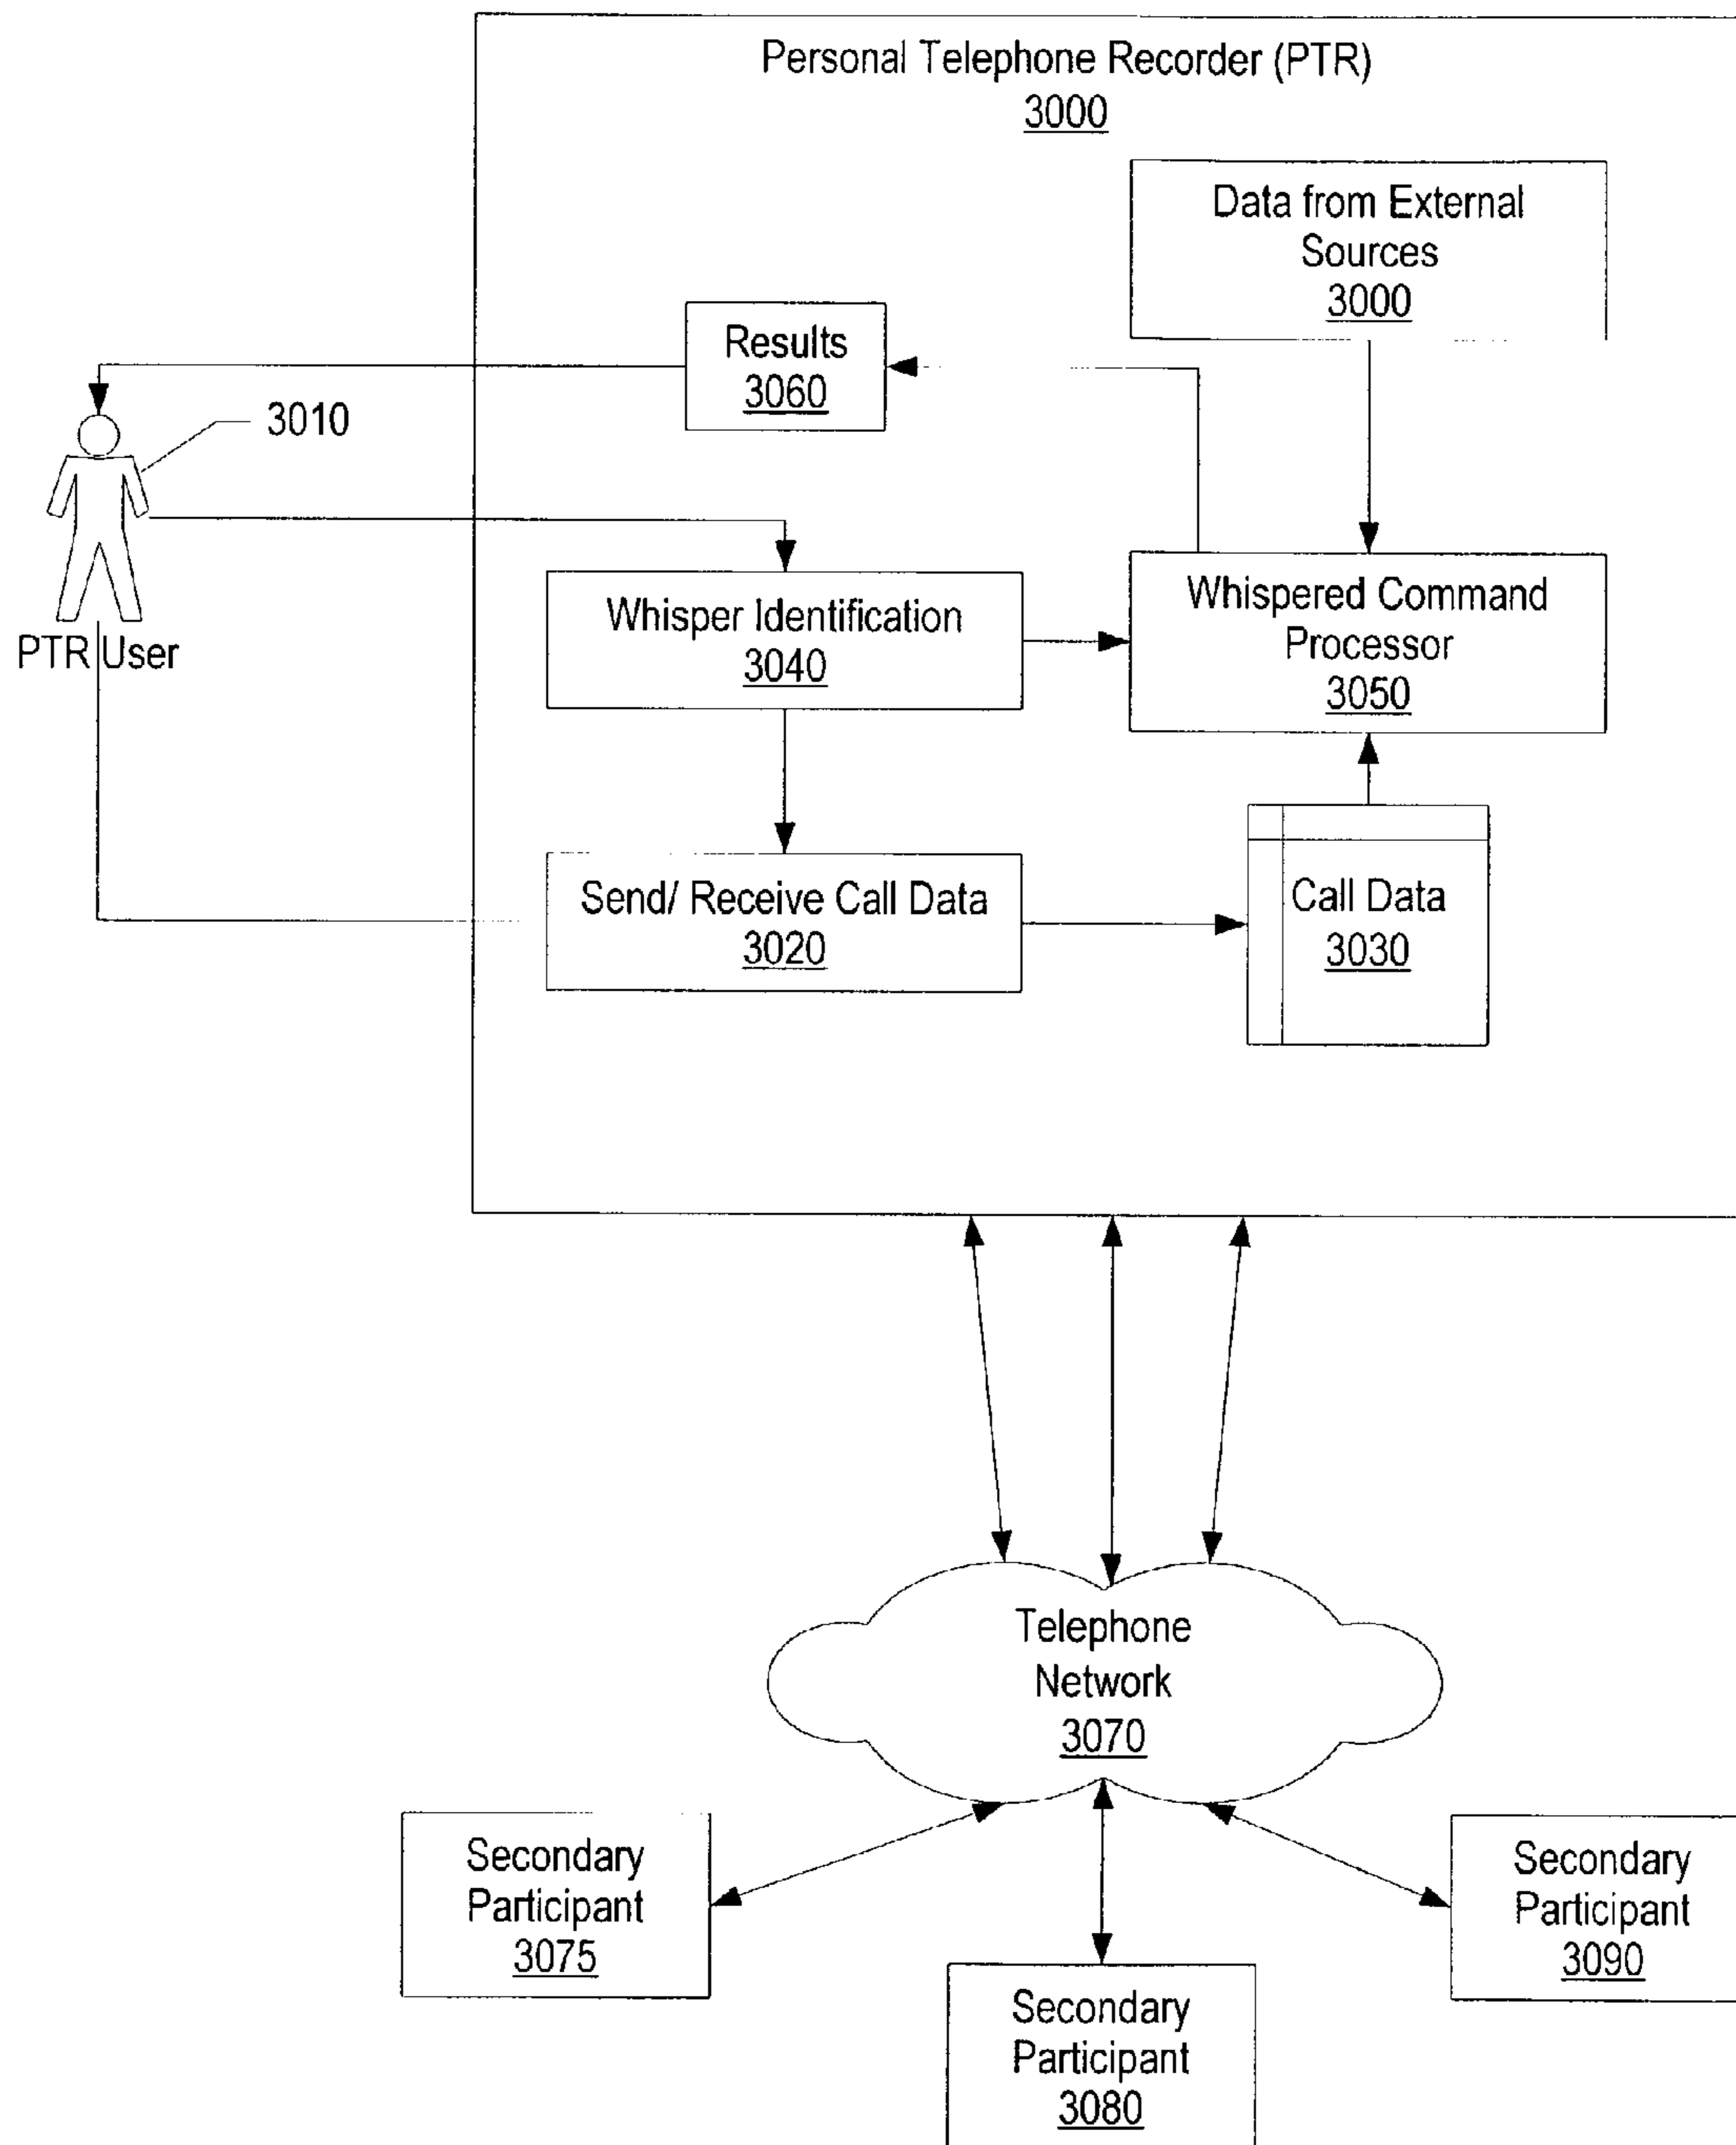 Personal Telephone Recorder (PTR)
3000
Data from External
Sources
3000
Results
3060
3010
PTR User
Whisper Identification
3040
Whispered Command
Processor
3050
Send/ Receive Call Data
3020
Call Data
3030
Telephone
Network
3070
Secondary
Participant
3075
Secondary
Participant
3080
Secondary
Participant
3090